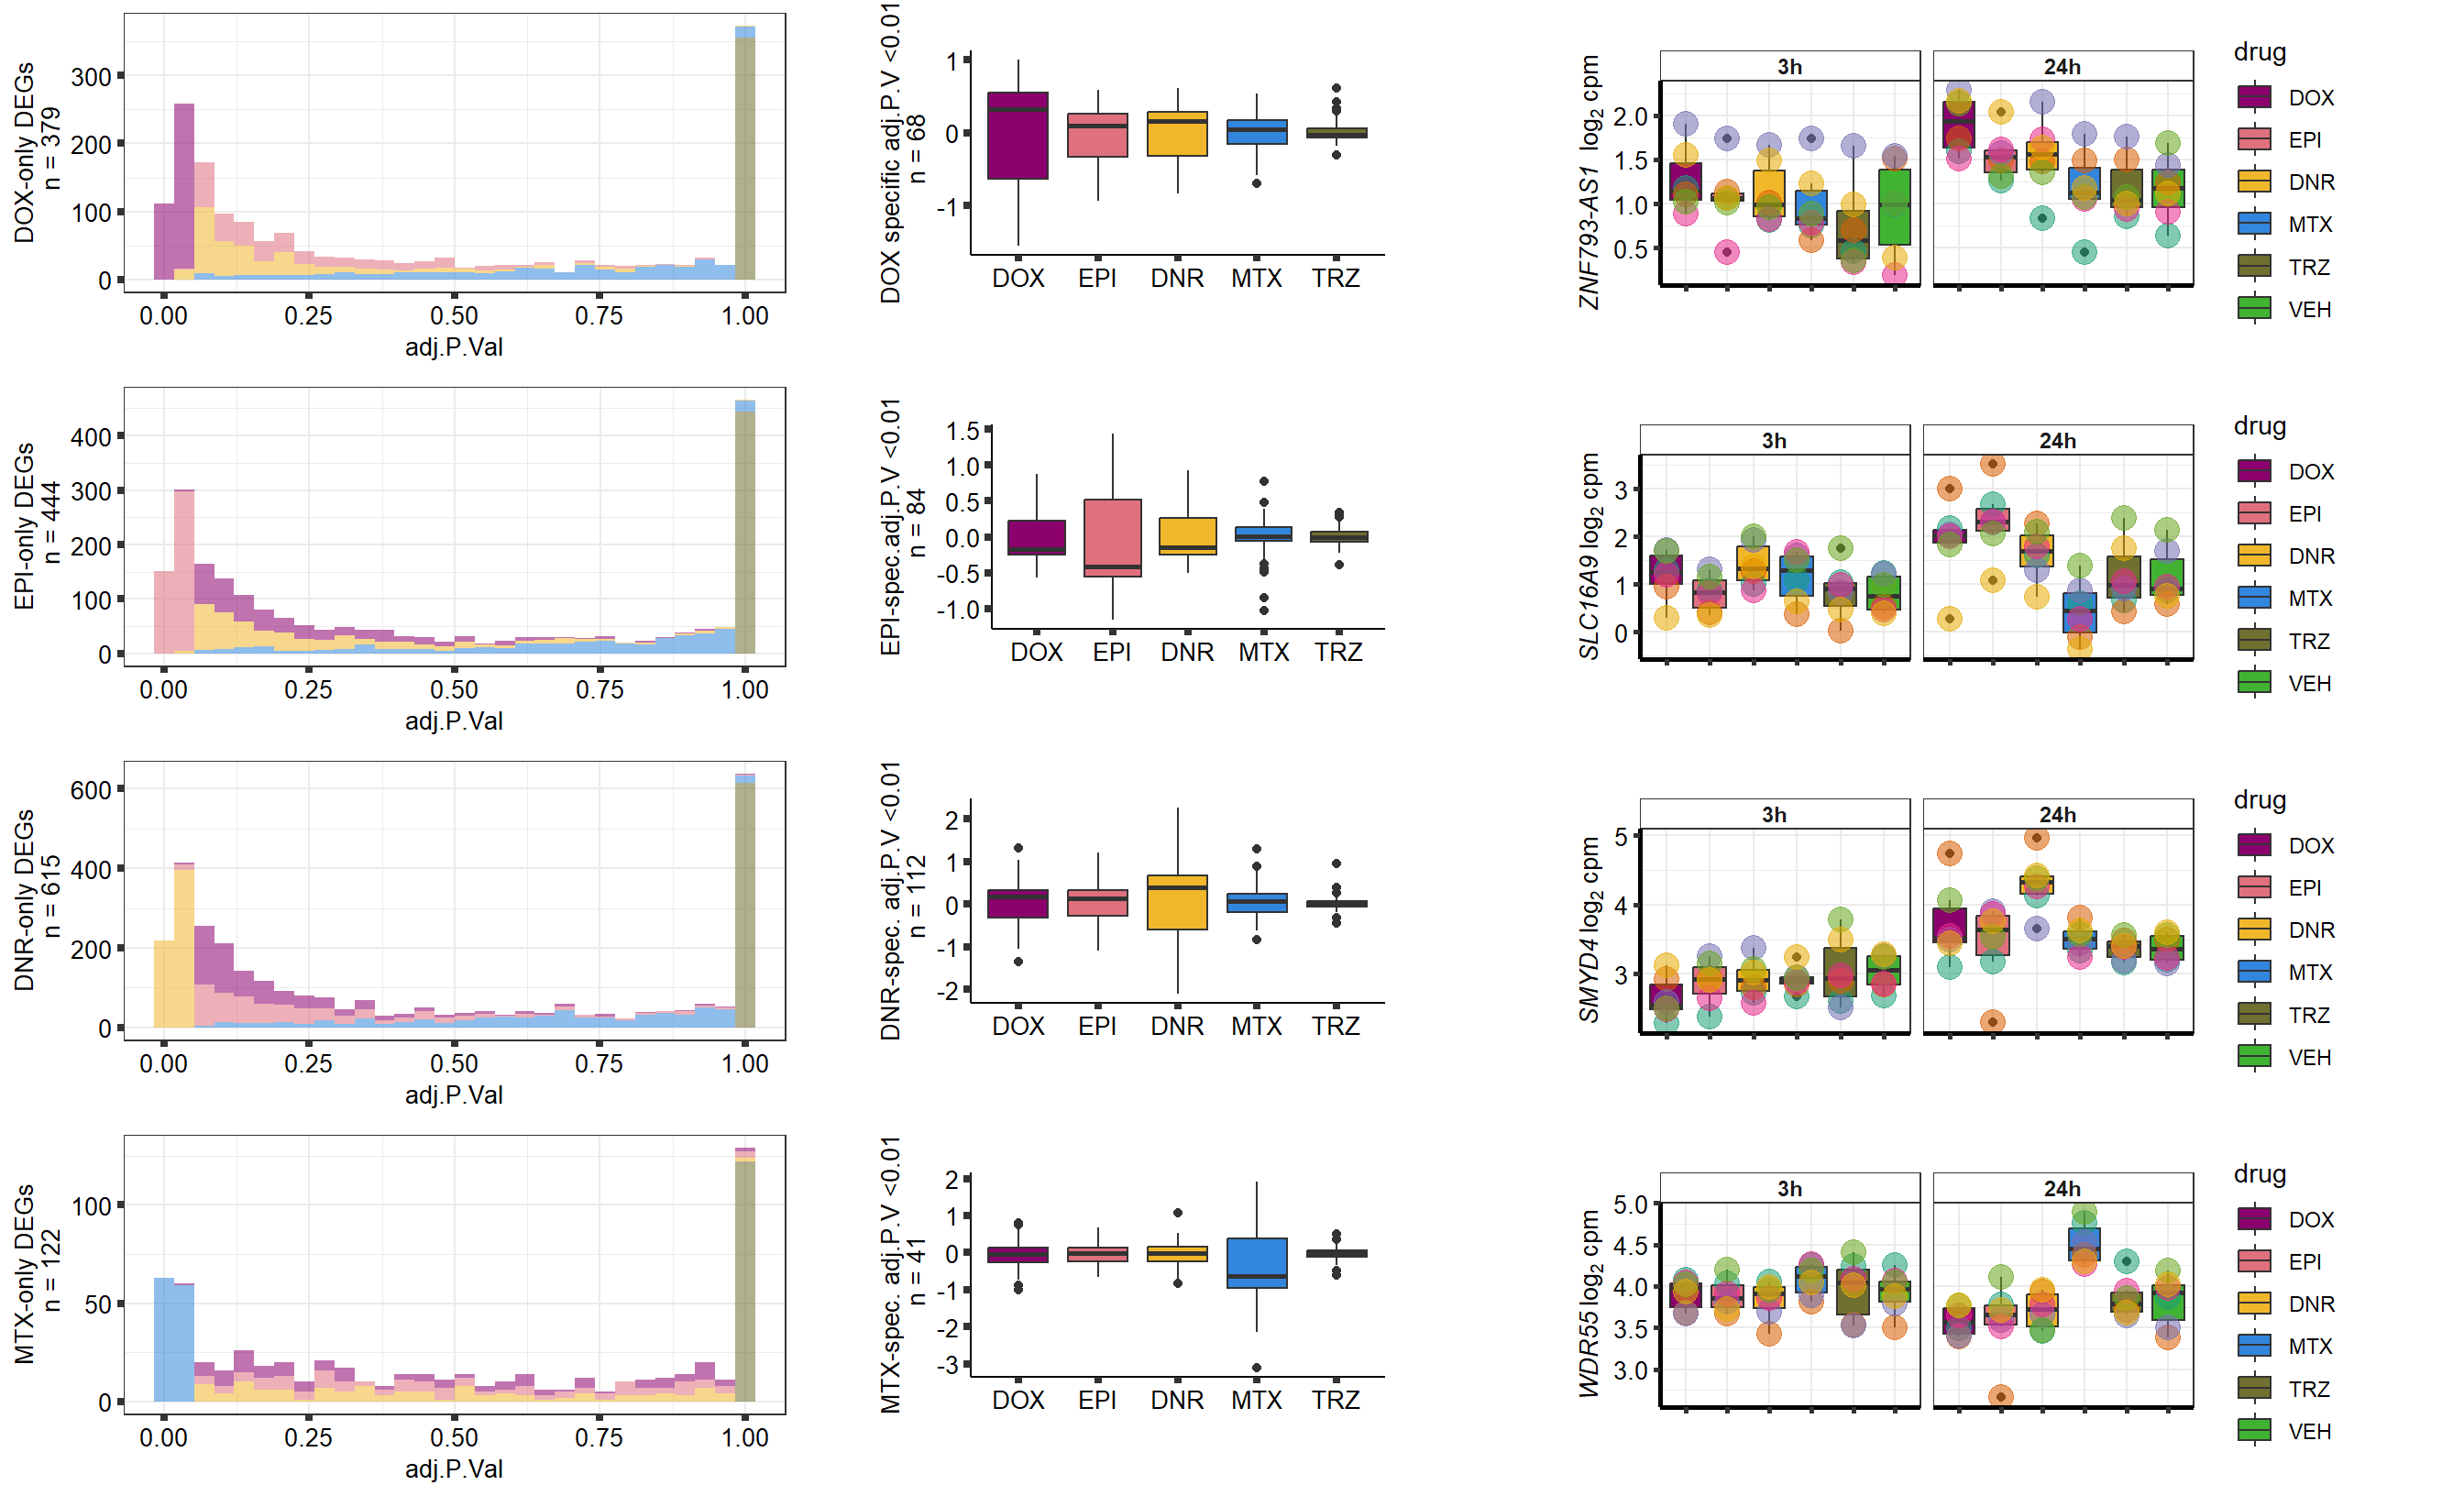 DOX-only DEGs
n = 379
300
200
100
0
0.00 0.25 0.50 0.75 1.00
adj.P.Val
DOX specific adj.P.V <0.01
n = 68
1
0
-1
DOX EPI DNR MTX TRZ
ZNF793-AS1 log2 cpm
3h 24h
2.0
1.5
1.0
0.5
drug
DOX
EPI
DNR
MTX
TRZ
VEH
EPI-only DEGs
n = 444
400
300
200
100
0
0.00 0.25 0.50 0.75 1.00
adj.P.Val
EPI-spec.adj.P.V <0.01
n = 84
1.5
1.0
0.5
0.0
-0.5
-1.0
DOX EPI DNR MTX TRZ
SLC16A9 log2 cpm
3h 24h
3
2
1
0
drug
DOX
EPI
DNR
MTX
TRZ
VEH
DNR-only DEGs
n = 615
600
400
200
0
0.00 0.25 0.50 0.75 1.00
adj.P.Val
DNR-spec. adj.P.V <0.01
n = 112
2
1
0
-1
-2
DOX EPI DNR MTX TRZ
SMYD4 log2 cpm
3h 24h
5
4
3
drug
DOX
EPI
DNR
MTX
TRZ
VEH
MTX-only DEGs
n = 122
100
50
0
0.00 0.25 0.50 0.75 1.00
adj.P.Val
MTX-spec. adj.P.V <0.01
n = 41
2
1
0
-1
-2
-3
DOX EPI DNR MTX TRZ
WDR55 log2 cpm
3h 24h
5.0
4.5
4.0
3.5
3.0
drug
DOX
EPI
DNR
MTX
TRZ
VEH